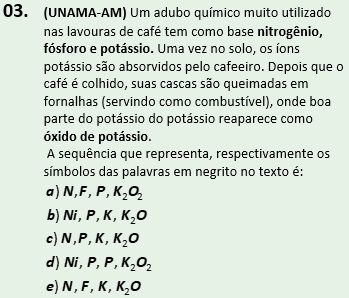 03. (UNAMA-AM) Um adubo químico muito utilizado
nas lavouras de café tem como base nitrogênio,
fósforo e potássio. Uma vez no solo, os íons
potássio são absorvidos pelo cafeeiro. Depois que o
café é colhido, suas cascas são queimadas em
fornalhas (servindo como combustível), onde boa
parte do potássio do potássio reaparece como
óxido de potássio.
A sequência que representa, respectivamente os
símbolos das palavras em negrito no texto é:
a) N,F, P, K₂O₂
b) Ni, P, K, K₂O
c) N,P, K, K₂O
d) Ni, P, P, K₂O₂
e) N, F, K, K₂O